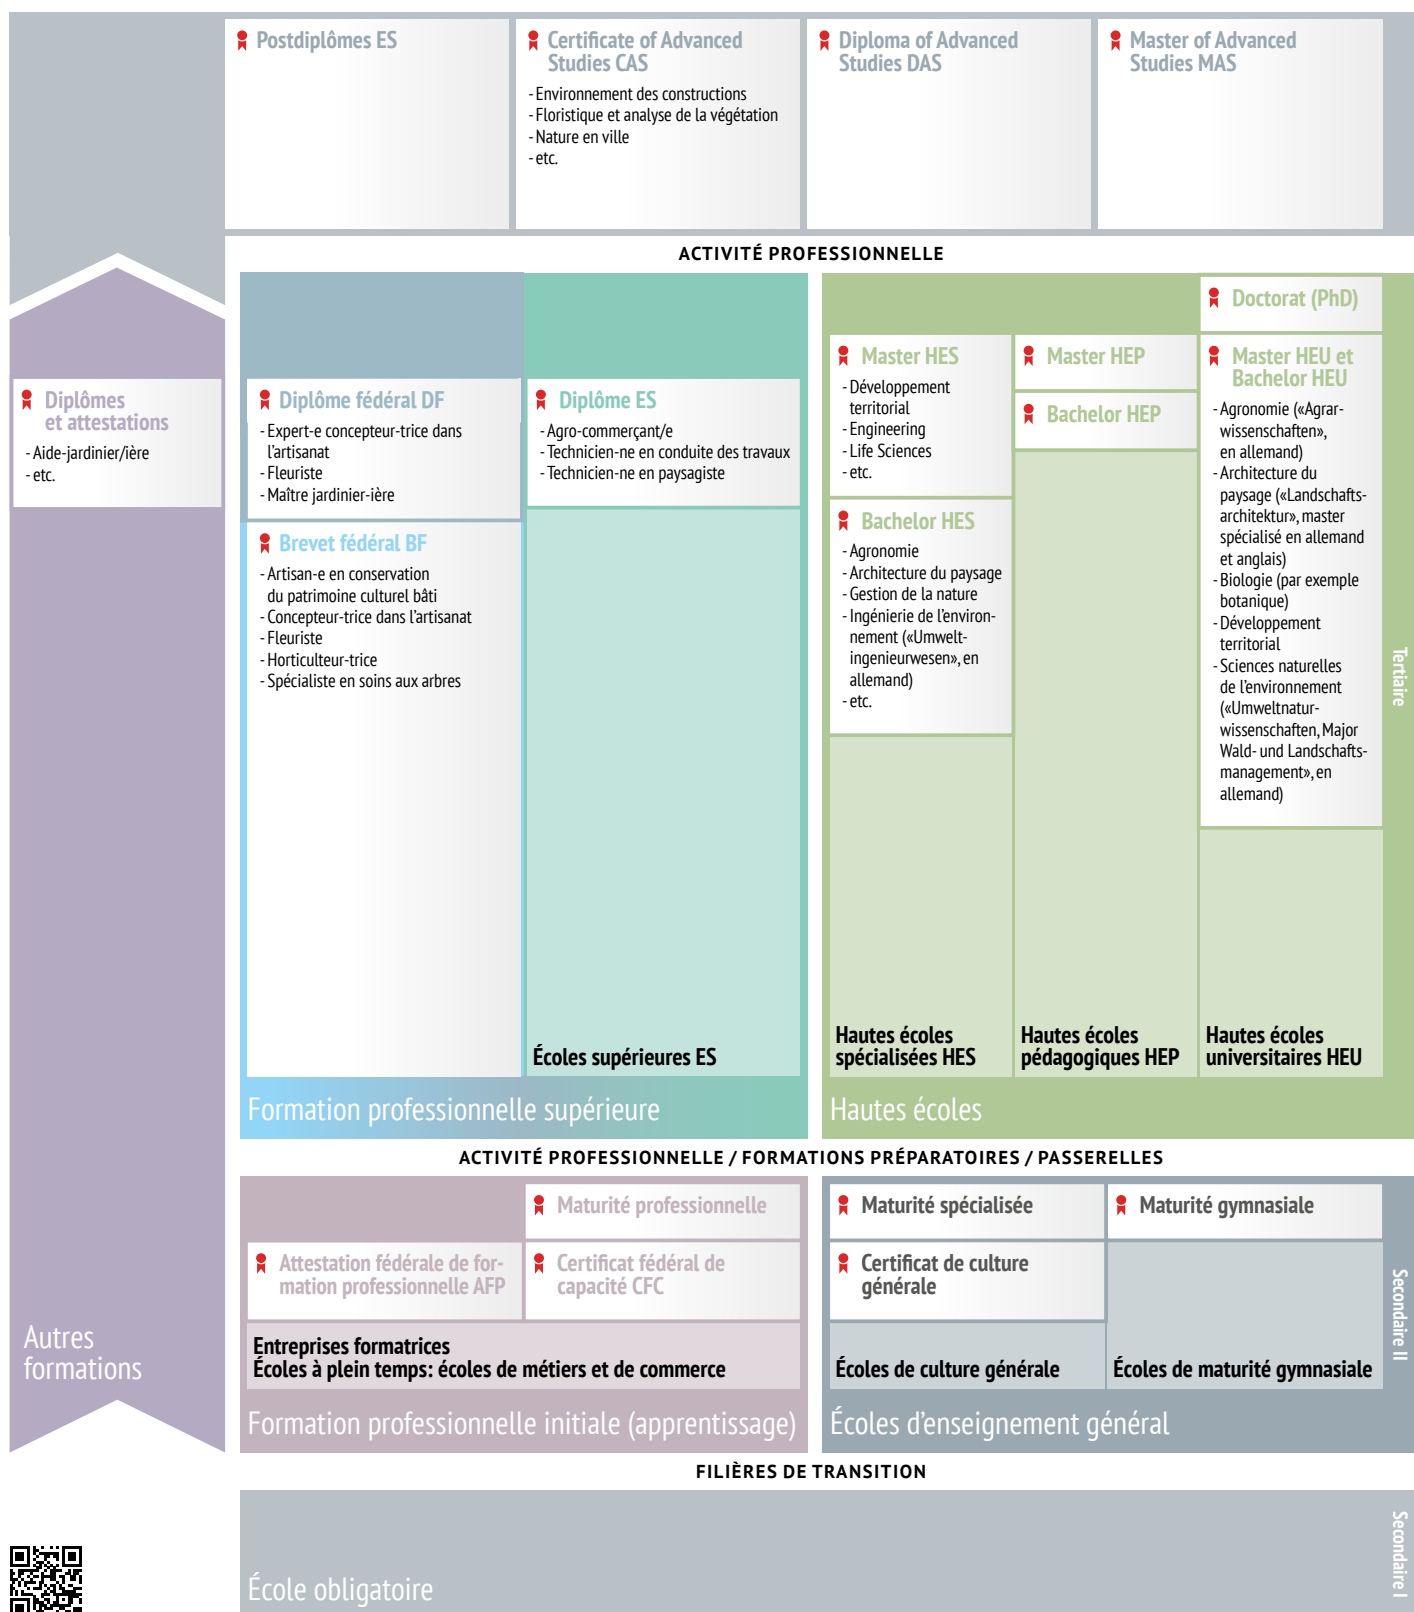 Postdiplômes ES
Certificate of Advanced
Studies CAS
- Environnement des constructions
- Floristique et analyse de la végétation
- Nature en ville
- etc.
Diploma of Advanced
Studies DAS
Master of Advanced
Studies MAS
ACTIVITÉ PROFESSIONNELLE
Diplômes
et attestations
- Aide-jardinier/ière
- etc.
Autres
formations
Diplôme fédéral DF
- Expert-e concepteur-trice dans
l’artisanat
- Fleuriste
- Maître jardinier-ière
Brevet fédéral BF
- Artisan-e en conservation
du patrimoine culturel bâti
- Concepteur-trice dans l’artisanat
- Fleuriste
- Horticulteur-trice
- Spécialiste en soins aux arbres
Diplôme ES
- Agro-commerçant/e
- Technicien-ne en conduite des travaux
- Technicien-ne en paysagiste
Écoles supérieures ES
Formation professionnelle supérieure
Master HES
- Développement
territorial
- Engineering
- Life Sciences
- etc.
Bachelor HES
- Agronomie
- Architecture du paysage
- Gestion de la nature
- Ingénierie de l’environ-
nement («Umwelt-
ingenieurwesen», en
allemand)
- etc.
Hautes écoles
spécialisées HES
Master HEP
Bachelor HEP
Hautes écoles
pédagogiques HEP
Doctorat (PhD)
Master HEU et
Bachelor HEU
- Agronomie («Agrar-
wissenschaften»,
en allemand)
- Architecture du
paysage («Landschafts-
architektur», master
spécialisé en allemand
et anglais)
- Biologie (par exemple
botanique)
- Développement
territorial
- Sciences naturelles
de l’environnement
(«Umweltnatur-
wissenschaften, Major
Wald- und Landschafts-
management», en
allemand)
Hautes écoles
universitaires HEU
Hautes écoles
Tertiaire
ACTIVITÉ PROFESSIONNELLE / FORMATIONS PRÉPARATOIRES / PASSERELLES
Maturité professionnelle
Attestation fédérale de for-
mation professionnelle AFP
Certificat fédéral de
capacité CFC
Entreprises formatrices
Écoles à plein temps: écoles de métiers et de commerce
Formation professionnelle initiale (apprentissage)
Maturité spécialisée
Certificat de culture
générale
Écoles de culture générale
Maturité gymnasiale
Écoles de maturité gymnasiale
Écoles d’enseignement général
Secondaire II
FILIÈRES DE TRANSITION
École obligatoire
Secondaire I